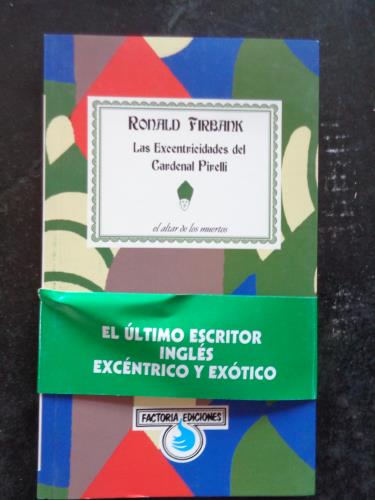 RONALD FIRBANK
Las Excentricidades del
Cardenal Pirelli
el altar de los muertos
EL ÚLTIMO ESCRITOR
INGLÉS
EXCÉNTRICO Y EXÓTICO
FACTORIA EDICIONES